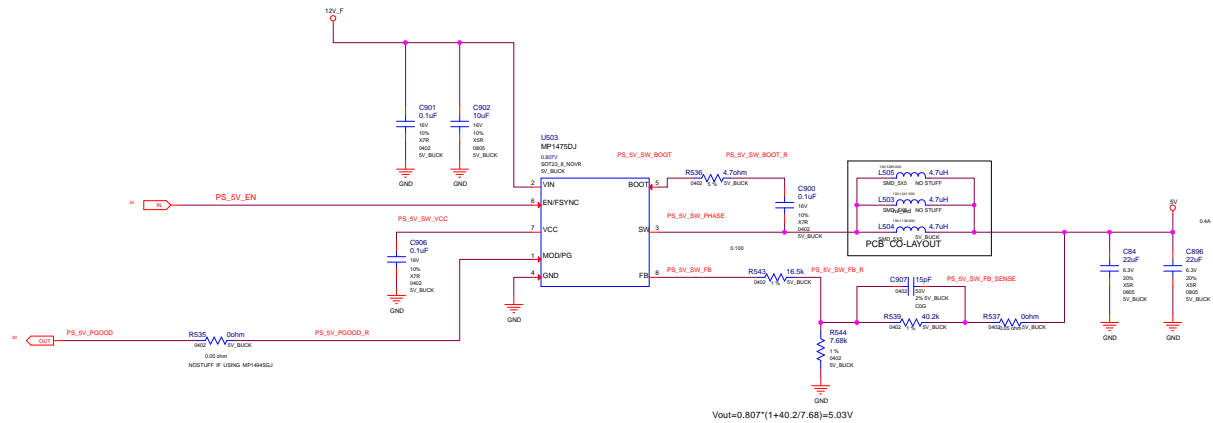 12V_F
C901
0.1uF
16V
10%
X7R
0402
5V_BUCK
GND
C902
10uF
16V
10%
X5R
0805
5V_BUCK
GND
U503
MP1475DJ
0.807V
SOT23_8_NOVR
5V_BUCK
2 VIN
6 EN/FSYNC
7 VCC
1 MOD/PG
4 GND
BOOT 5
SW 3
FB 8
PS_5V_EN
IN
PS_5V_SW_VCC
C906
0.1uF
16V
10%
X7R
0402
5V_BUCK
GND
GND
PS_5V_PGOOD
OUT
R535 0ohm
0402 5V_BUCK
0.05 ohm
NOSTUFF IF USING MP1494SGJ
PS_5V_PGOOD_R
PS_5V_SW_BOOT
PS_5V_SW_BOOT_R
R536 4.7ohm
0402 5 % 5V_BUCK
C900
0.1uF
16V
10%
X7R
0402
5V_BUCK
PS_5V_SW_PHASE
0.100
L505 4.7uH
SMD_5X5 NO STUFF
L503 4.7uH
NO STUFF
L504 4.7uH
5V_BUCK
PCB CO-LAYOUT
PS_5V_SW_FB
R543 16.5k
0402 1 % 5V_BUCK
PS_5V_SW_FB_R
C907 15pF
0402 50V
2% 5V_BUCK
C0G
PS_5V_SW_FB_SENSE
R539 40.2k
0402 1 % 5V_BUCK
R537 0ohm
0402 0.05 ohm 5V_BUCK
R544
7.68k
1 %
0402
5V_BUCK
GND
5V
0.4A
C84
22uF
6.3V
20%
X5R
0805
5V_BUCK
GND
C896
22uF
6.3V
20%
X5R
0805
5V_BUCK
GND
Vout=0.807*(1+40.2/7.68)=5.03V